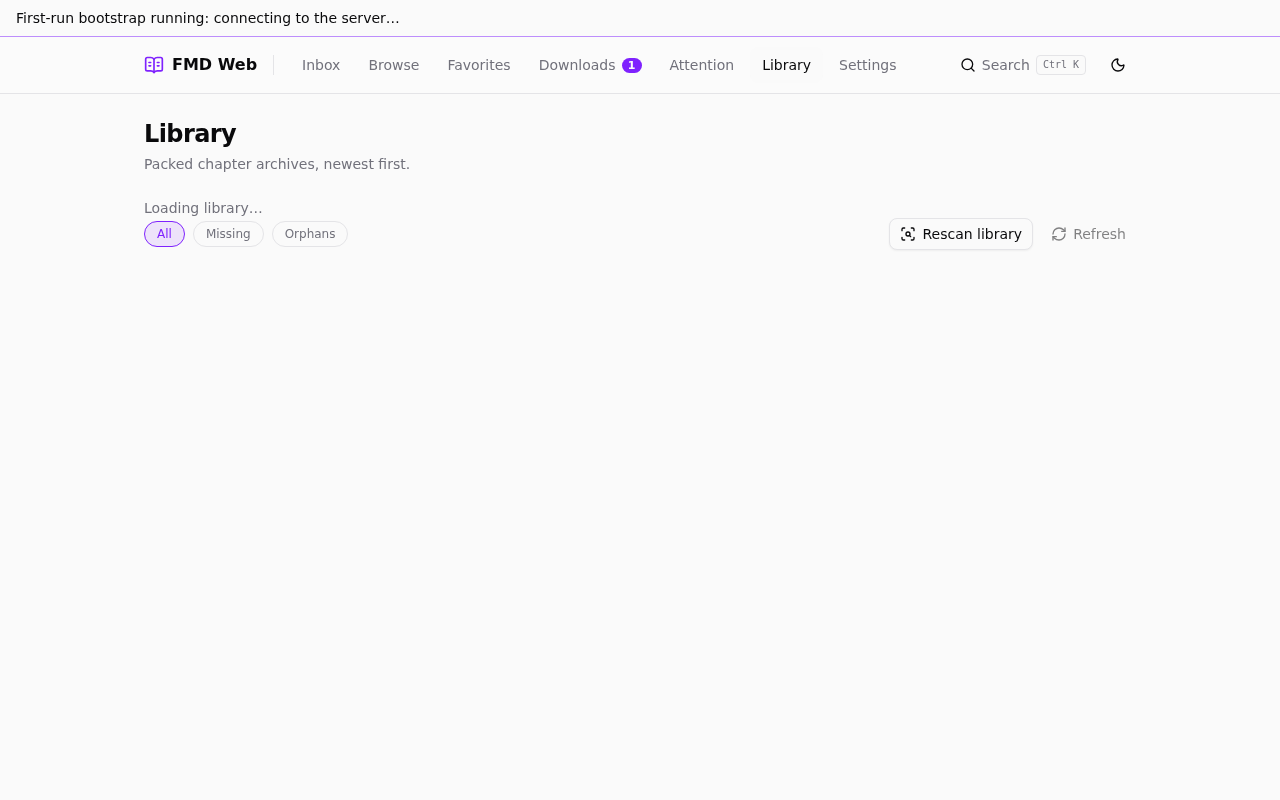 First-run bootstrap running: connecting to the server…
FMD Web Inbox Browse Favorites Downloads 1 Attention Library Settings Search Ctrl K
Library
Packed chapter archives, newest first.
Loading library…
All Missing Orphans Rescan library Refresh